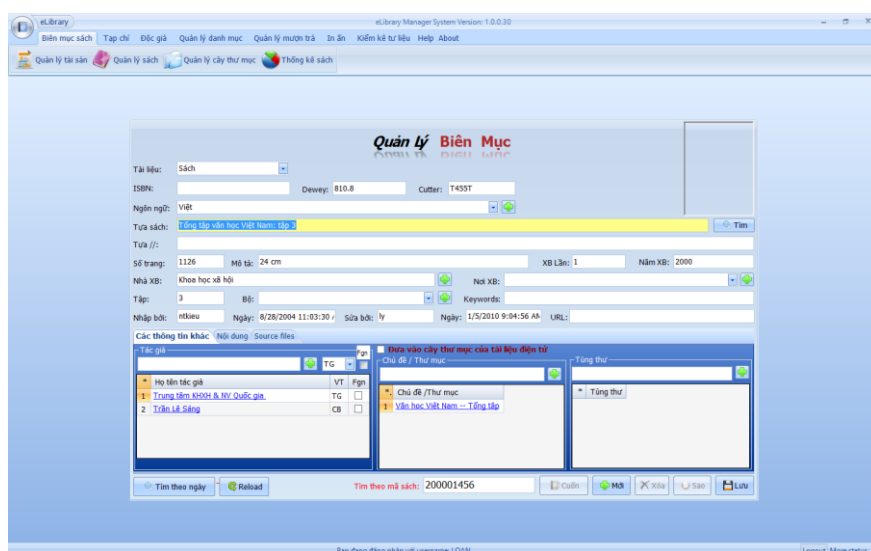 eLibrary
eLibrary Manager System Version: 1.0.0.30
Biên mục sách Tạp chí Độc giả Quản lý danh mục Quản lý mượn trả In ấn Kiểm kê tư liệu Help About
Quản lý tài sản Quản lý sách Quản lý cây thư mục Thống kê sách
Quản lý Biên Mục
Tài liệu: Sách
ISBN: Dewey: 810.8 Cutter: T455T
Ngôn ngữ: Việt
Tựa sách: Tổng tập văn học Việt Nam: tập 3 Tìm
Tựa //:
Số trang: 1126 Mô tả: 24 cm XB Lần: 1 Năm XB: 2000
Nhà XB: Khoa học xã hội Nơi XB:
Tập: 3 Bộ: Keywords:
Nhập bởi: ntkieu Ngày: 8/28/2004 11:03:30 Sửa bởi: ly Ngày: 1/5/2010 9:04:56 AM URL:
Các thông tin khác Nội dung Source files
Tác giả Fgn Đưa vào cây thư mục của tài liệu điện tử
Chủ đề / Thư mục Tùng thư
TG
* Họ tên tác giả VT Fgn * Chủ đề /Thư mục * Tùng thư
1 Trung tâm KHXH & NV Quốc gia TG 1 Văn học Việt Nam -- Tổng tập
2 Trần Lê Sáng CB
Tìm theo ngày Reload Tìm theo mã sách: 200001456 Cuốn Mới Xóa Sao Lưu
Bạn đang đăng nhập với username: LOAN Logout More status